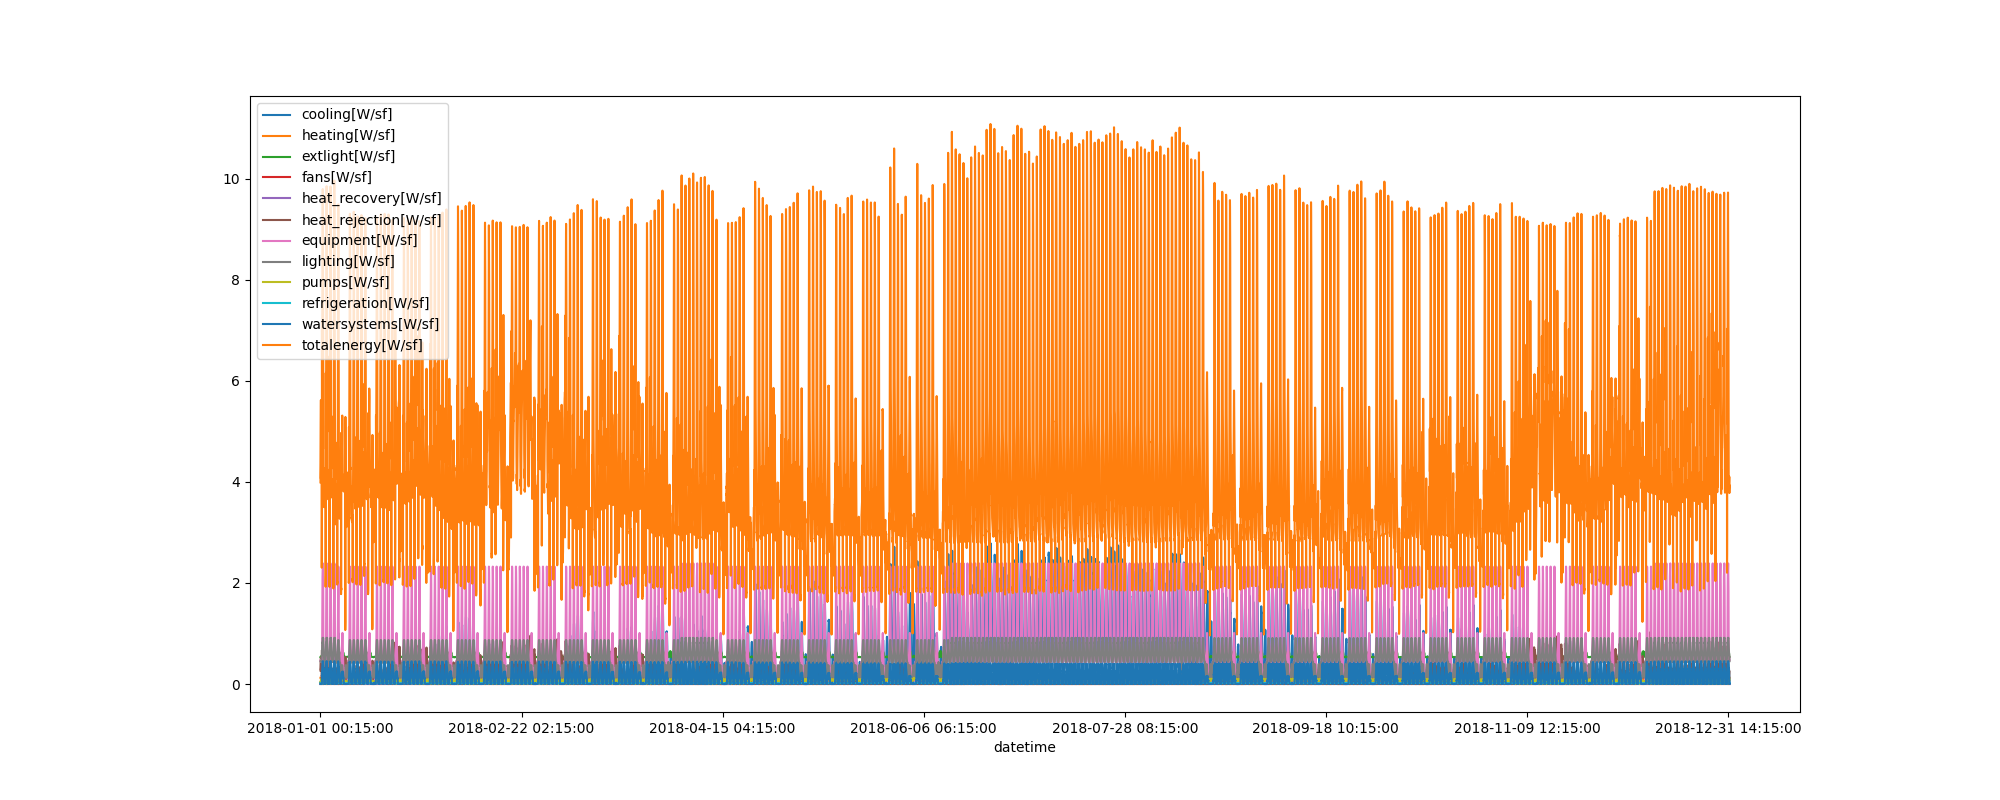 cooling[W/sf]
heating[W/sf]
extlight[W/sf]
fans[W/sf]
heat_recovery[W/sf]
heat_rejection[W/sf]
equipment[W/sf]
lighting[W/sf]
pumps[W/sf]
refrigeration[W/sf]
watersystems[W/sf]
totalenergy[W/sf]
10
8
6
4
2
0
2018-01-01 00:15:00 2018-02-22 02:15:00 2018-04-15 04:15:00 2018-06-06 06:15:00 2018-07-28 08:15:00 2018-09-18 10:15:00 2018-11-09 12:15:00 2018-12-31 14:15:00
datetime